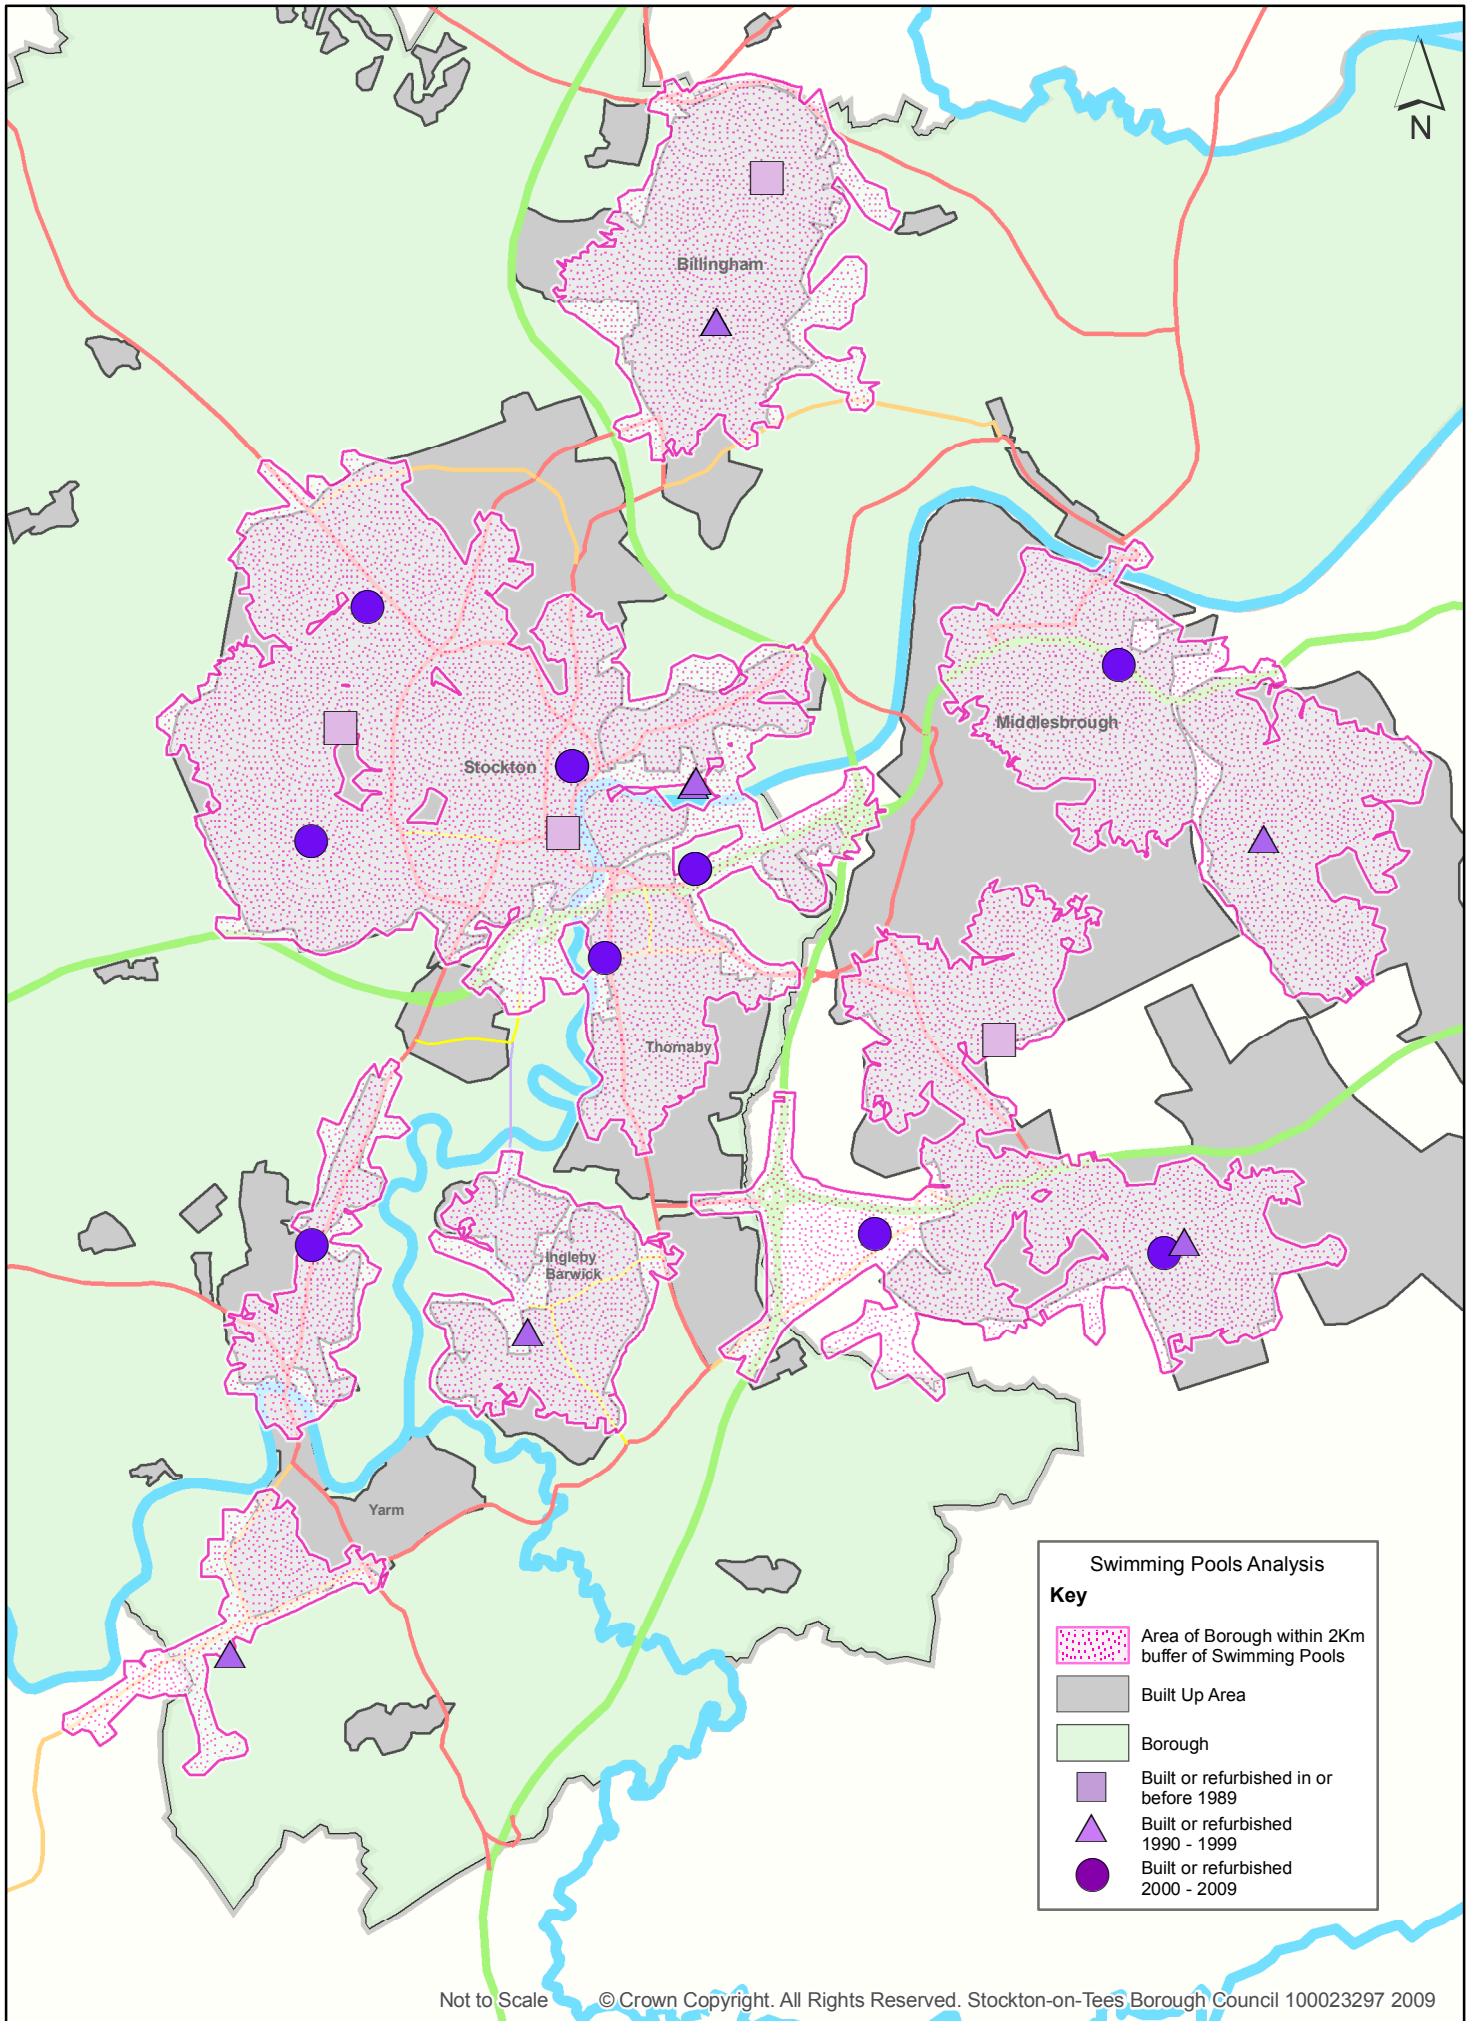 N
Billingham
Stockton
Middlesbrough
Thornaby
Ingleby
Barwick
Yarm
Swimming Pools Analysis
Key
Area of Borough within 2Km
buffer of Swimming Pools
Built Up Area
Borough
Built or refurbished in or
before 1989
Built or refurbished
1990 - 1999
Built or refurbished
2000 - 2009
Not to Scale © Crown Copyright. All Rights Reserved. Stockton-on-Tees Borough Council 100023297 2009